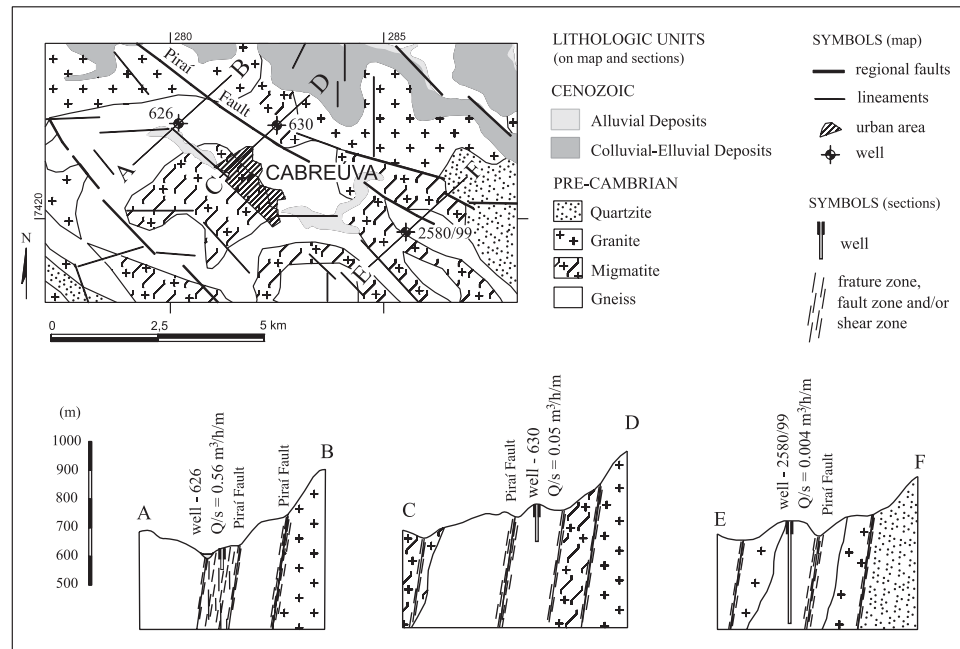 280
285
Piraí
Fault
B
D
626
630
A
C
CABREUVA
F
7420
2580/99
E
N
0
2,5
5 km
LITHOLOGIC UNITS
(on map and sections)
CENOZOIC
Alluvial Deposits
Colluvial-Elluvial Deposits
PRE-CAMBRIAN
Quartzite
Granite
Migmatite
Gneiss
SYMBOLS (map)
regional faults
lineaments
urban area
well
SYMBOLS (sections)
well
frature zone,
fault zone and/or
shear zone
(m)
1000
900
800
700
600
500
A
well - 626
Q/s = 0.56 m³/h/m
Piraí Fault
Piraí Fault
B
C
Piraí Fault
well - 630
Q/s = 0.05 m³/h/m
D
E
well - 2580/99
Q/s = 0.004 m³/h/m
Piraí Fault
F